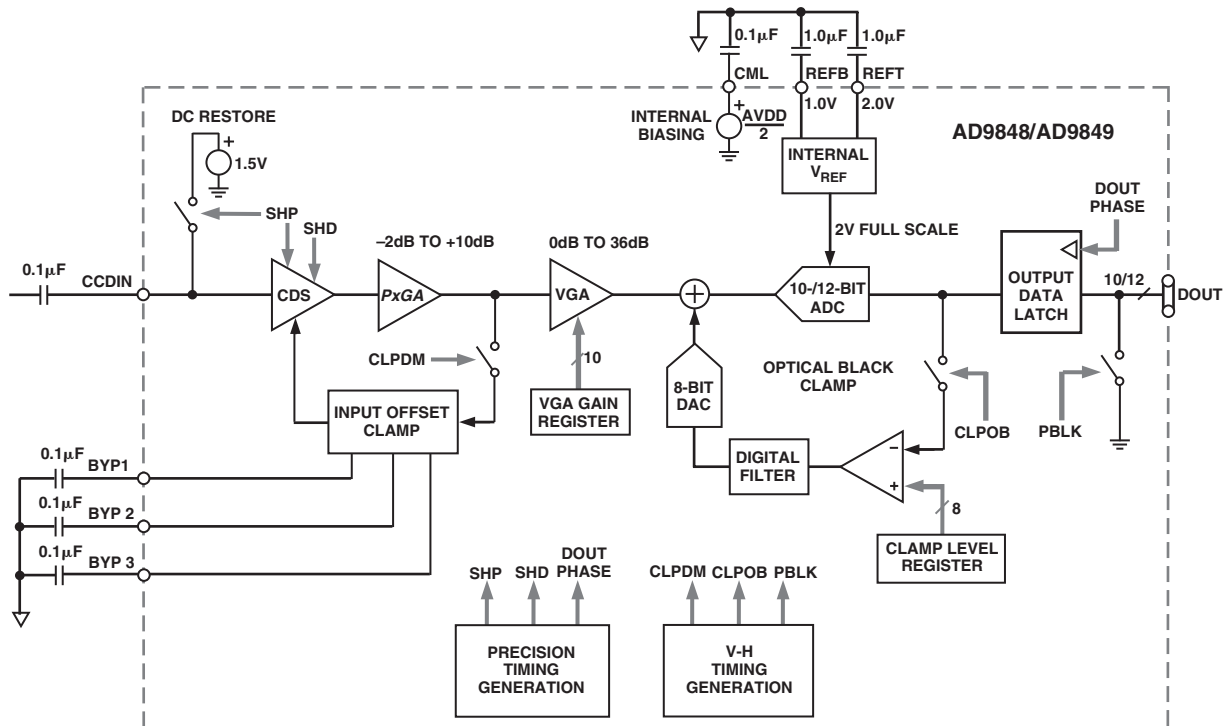 0.1μF
1.0μF
1.0μF
CML
REFB
REFT
1.0V
2.0V
DC RESTORE
+
1.5V
INTERNAL
BIASING
+
AVDD
2
INTERNAL
VREF
AD9848/AD9849
DOUT
PHASE
SHP
SHD
–2dB TO +10dB
0dB TO 36dB
2V FULL SCALE
0.1μF
CCDIN
CDS
PxGA
VGA
+
10-/12-BIT
ADC
OUTPUT
DATA
LATCH
10/12
DOUT
CLPDM
10
8-BIT
DAC
OPTICAL BLACK
CLAMP
CLPOB
PBLK
INPUT OFFSET
CLAMP
VGA GAIN
REGISTER
DIGITAL
FILTER
–
+
8
0.1μF
BYP1
0.1μF
BYP 2
0.1μF
BYP 3
CLAMP LEVEL
REGISTER
SHP
SHD
DOUT
PHASE
CLPDM
CLPOB
PBLK
PRECISION
TIMING
GENERATION
V-H
TIMING
GENERATION